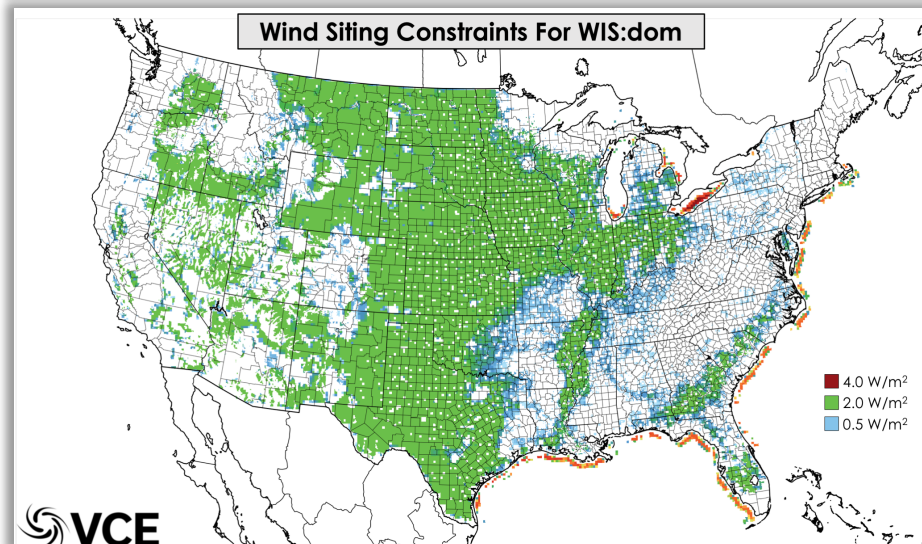 Wind Siting Constraints For WIS:dom
4.0 W/m²
2.0 W/m²
0.5 W/m²
VCE